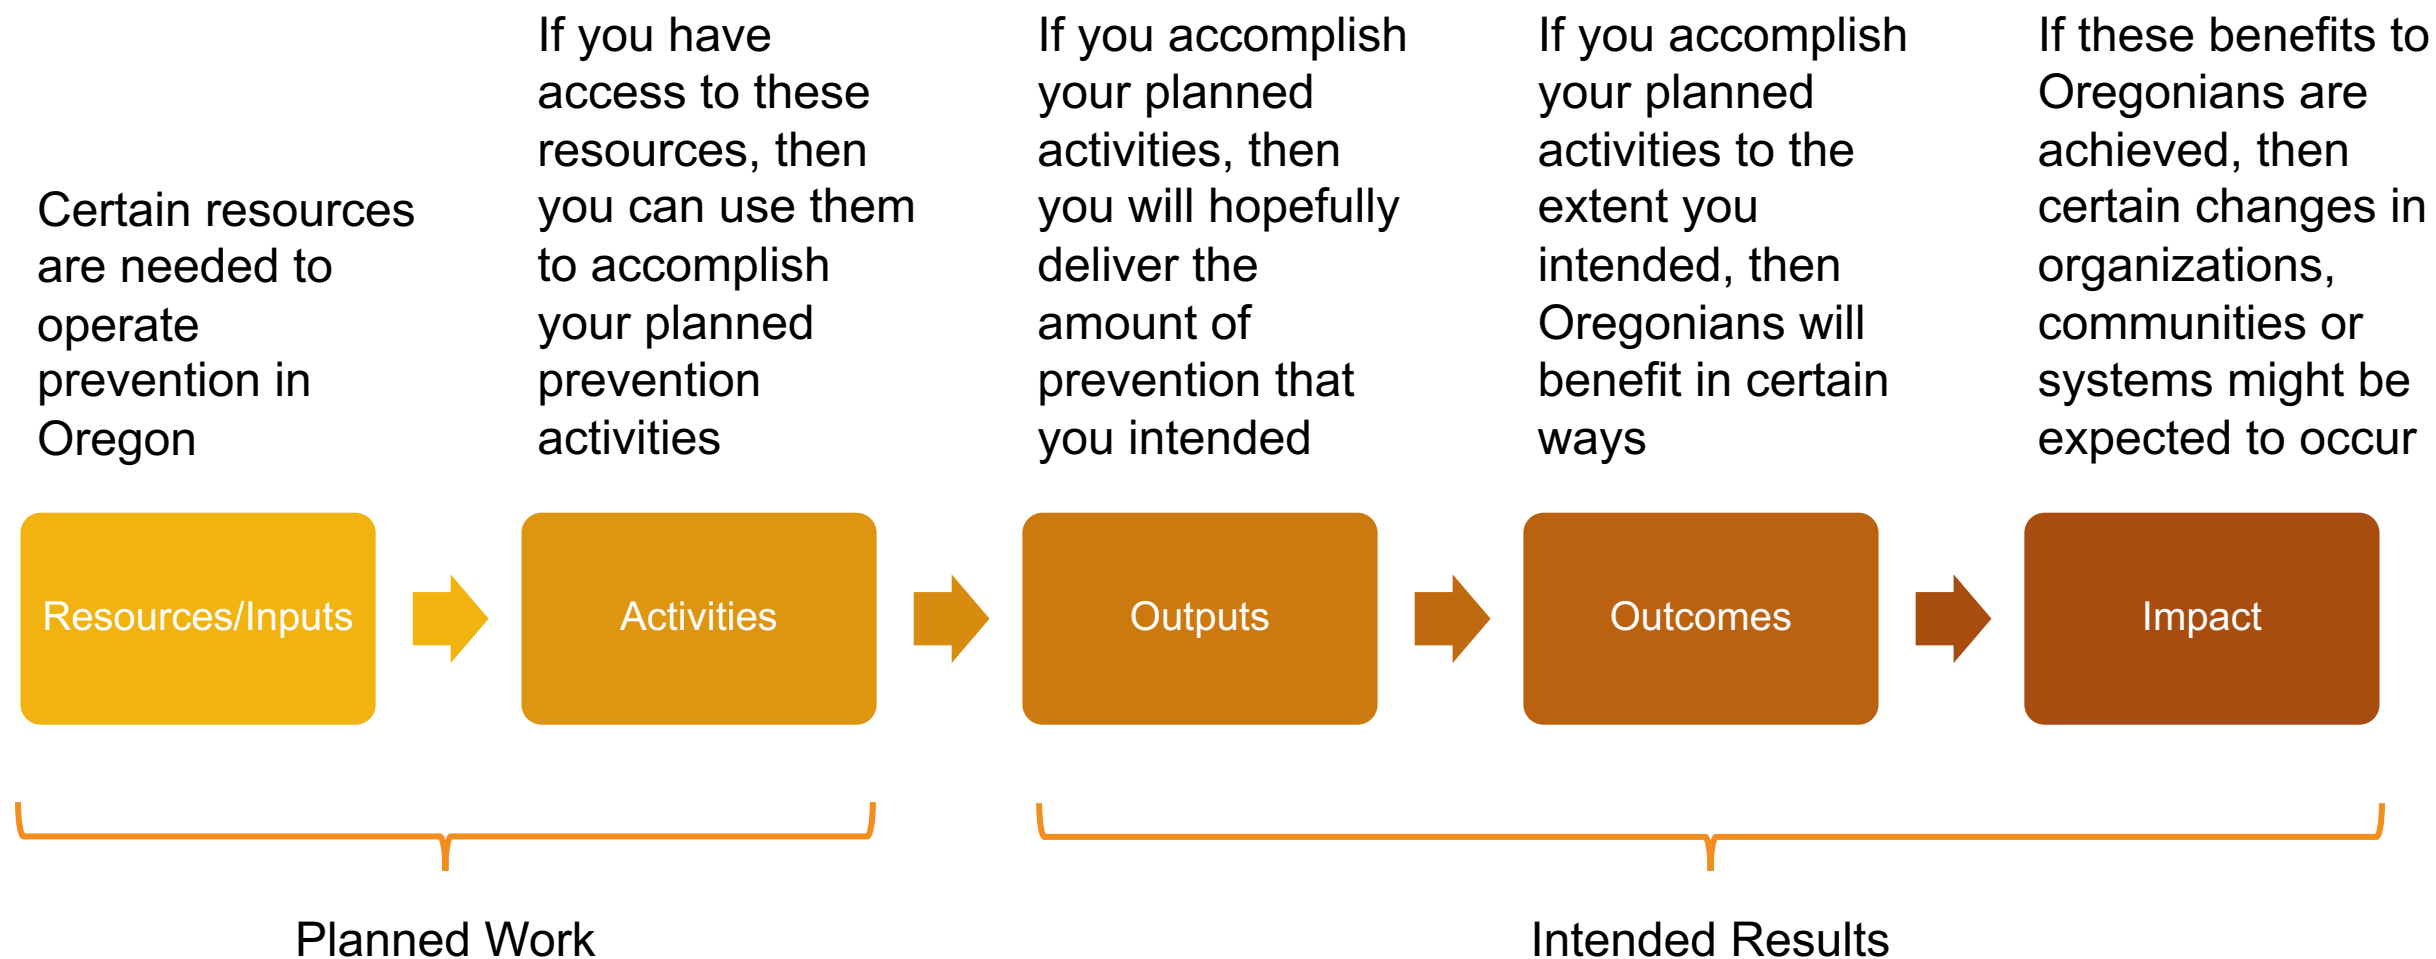 Certain resources
are needed to
operate
prevention in
Oregon
If you have
access to these
resources, then
you can use them
to accomplish
your planned
prevention
activities
If you accomplish
your planned
activities, then
you will hopefully
deliver the
amount of
prevention that
you intended
If you accomplish
your planned
activities to the
extent you
intended, then
Oregonians will
benefit in certain
ways
If these benefits to
Oregonians are
achieved, then
certain changes in
organizations,
communities or
systems might be
expected to occur
Resources/Inputs
Activities
Outputs
Outcomes
Impact
Planned Work
Intended Results